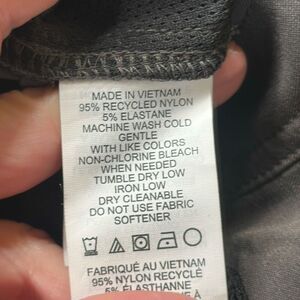 MADE IN VIETNAM
95% RECYCLED NYLON
5% ELASTANE
MACHINE WASH COLD
GENTLE
WITH LIKE COLORS
NON-CHLORINE BLEACH
WHEN NEEDED
TUMBLE DRY LOW
IRON LOW
DRY CLEANABLE
DO NOT USE FABRIC
SOFTENER
FABRIQUÉ AU VIETNAM
95% NYLON RECYCLÉ
5% ÉLASTHANNE